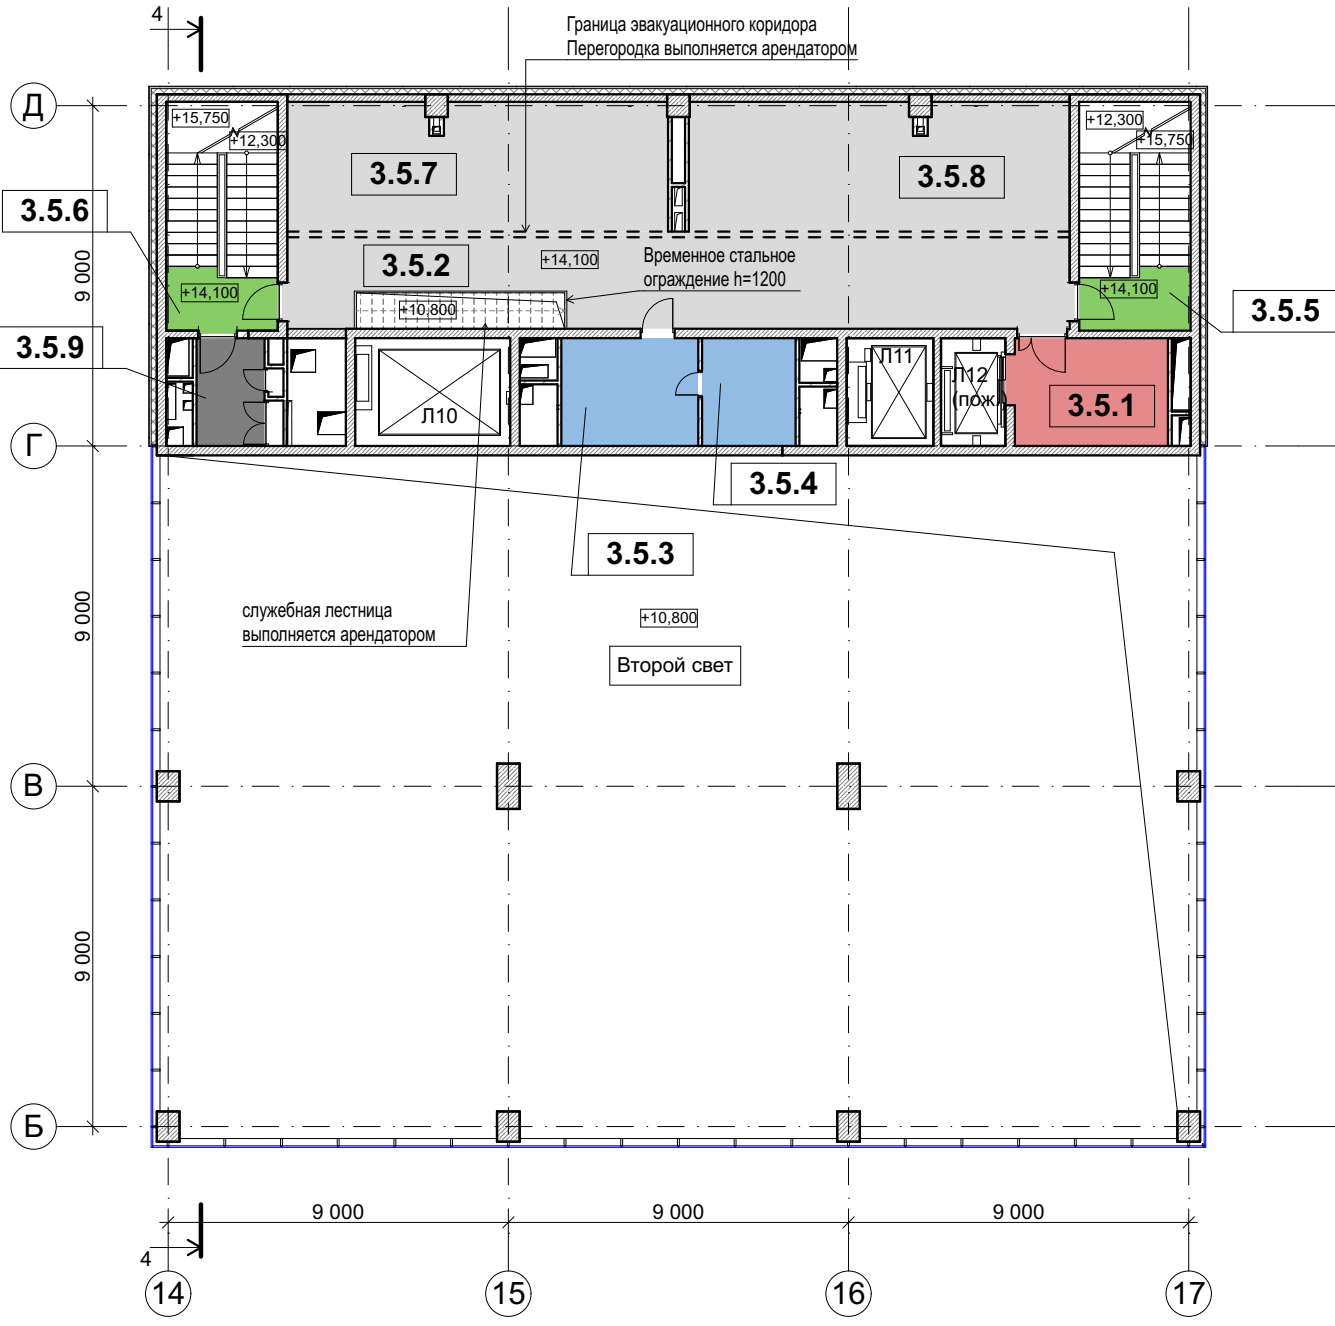 4
Граница эвакуационного коридора
Перегородка выполняется арендатором
Д
+15,750
+12,300
+12,300
+15,750
3.5.7
3.5.8
3.5.6
3.5.2
+14,100
Временное стальное
ограждение h=1200
9 000
+14,100
+14,100
+10,800
3.5.5
3.5.9
Л10
Л11
Л12
(пож)
3.5.1
Г
3.5.4
3.5.3
служебная лестница
выполняется арендатором
+10,800
Второй свет
9 000
В
9 000
Б
9 000
9 000
9 000
4
14
15
16
17